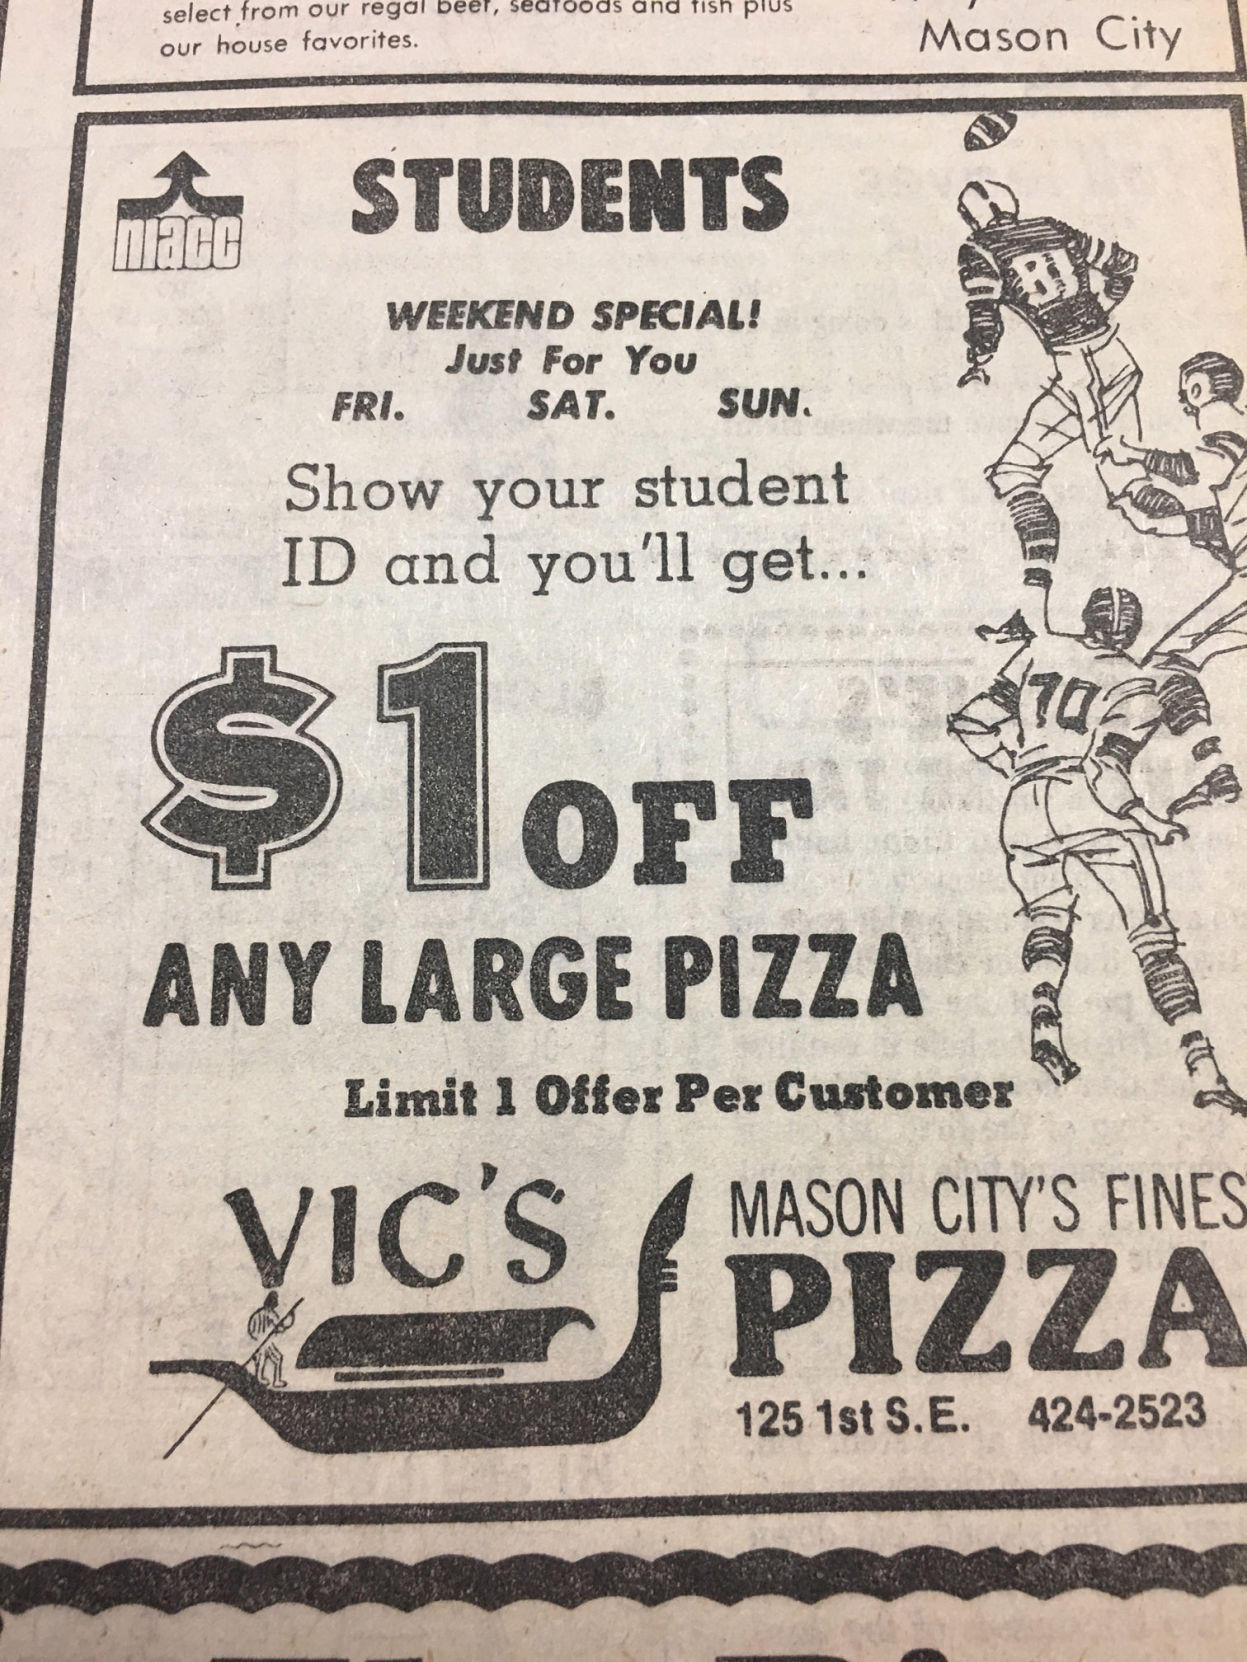 select from our regal beef, seafoods and fish plus
our house favorites.
Mason City
niacc
STUDENTS
WEEKEND SPECIAL!
Just For You
FRI. SAT. SUN.
Show your student
ID and you'll get...
$1 OFF
ANY LARGE PIZZA
Limit 1 Offer Per Customer
81
70
VIC'S
MASON CITY'S FINES
PIZZA
125 1st S.E. 424-2523